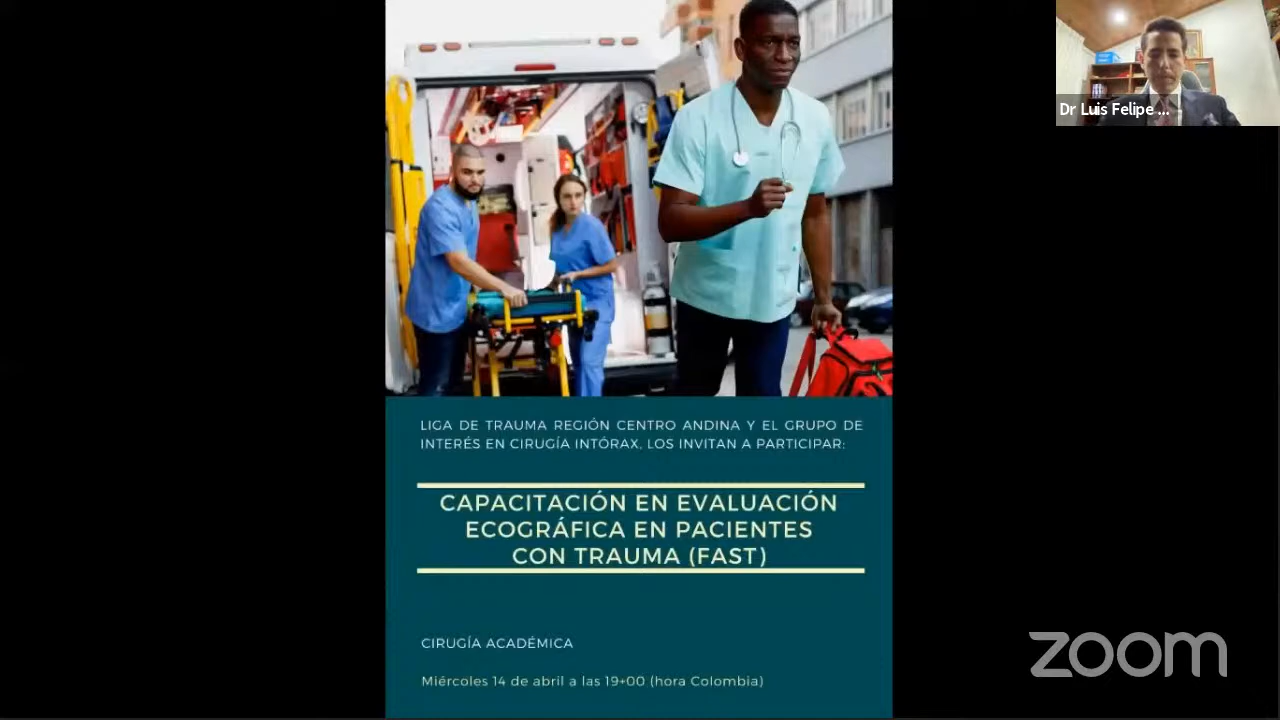 Dr Luis Felipe ...
LIGA DE TRAUMA REGIÓN CENTRO ANDINA Y EL GRUPO DE
INTERÉS EN CIRUGÍA INTÓRAX, LOS INVITAN A PARTICIPAR:
CAPACITACIÓN EN EVALUACIÓN
ECOGRÁFICA EN PACIENTES
CON TRAUMA (FAST)
CIRUGÍA ACADÉMICA
Miércoles 14 de abril a las 19+00 (hora Colombia)
zoom